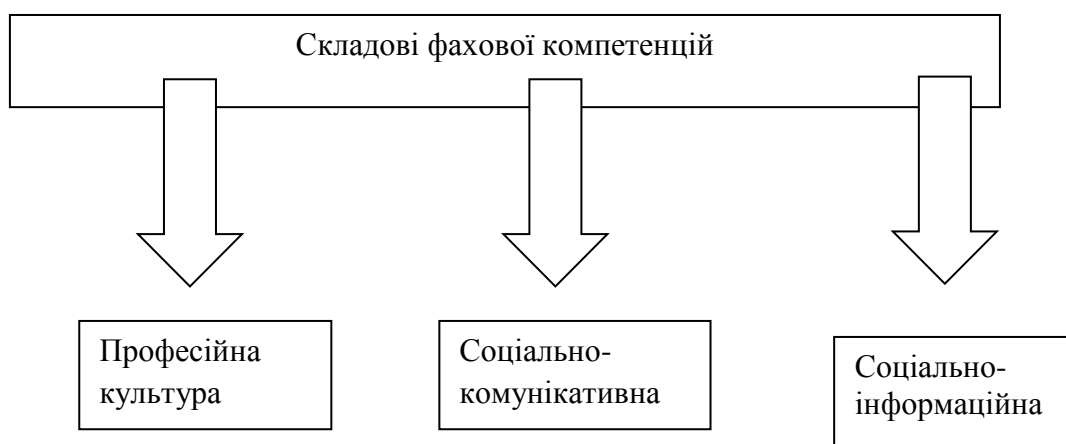 Складові фахової компетенцій
Професійна
культура
Соціально-
комунікативна
Соціально-
інформаційна